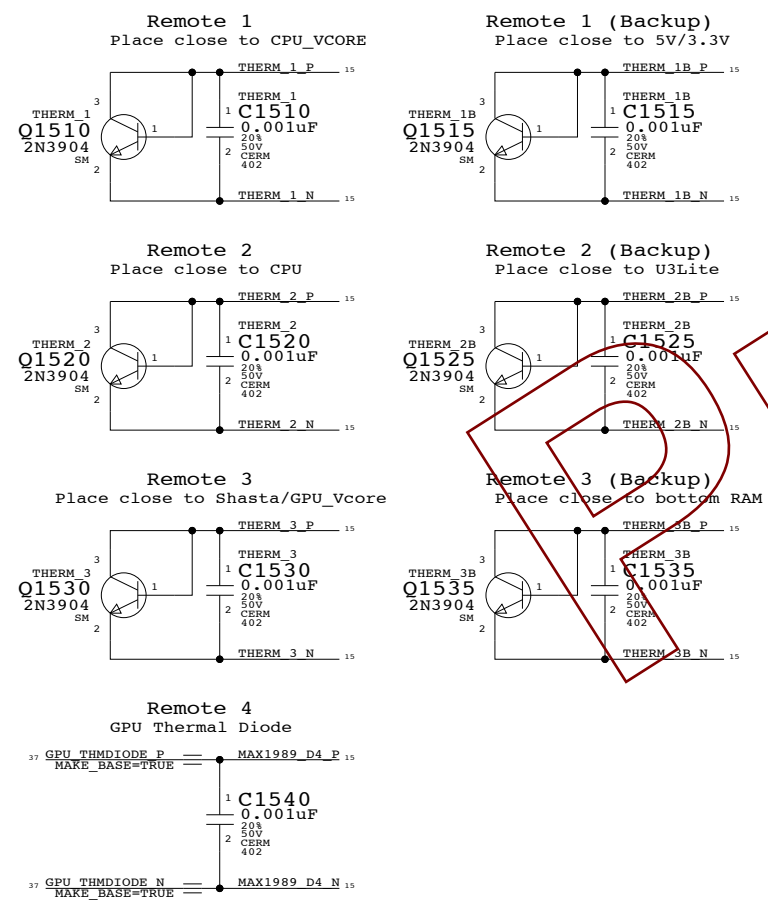 Remote 1
Place close to CPU_VCORE
THERM_1_P 15
3
THERM_1
Q1510
2N3904
SM
1
2
THERM_1
1 C1510
0.001uF
20%
50V
2 CERM
402
THERM_1_N 15
Remote 1 (Backup)
Place close to 5V/3.3V
THERM_1B_P 15
3
THERM_1B
Q1515
2N3904
SM
1
2
THERM_1B
1 C1515
0.001uF
20%
50V
2 CERM
402
THERM_1B_N 15
Remote 2
Place close to CPU
THERM_2_P 15
3
THERM_2
Q1520
2N3904
SM
1
2
THERM_2
1 C1520
0.001uF
20%
50V
2 CERM
402
THERM_2_N 15
Remote 2 (Backup)
Place close to U3Lite
THERM_2B_P 15
3
THERM_2B
Q1525
2N3904
SM
1
2
THERM_2B
1 C1525
0.001uF
20%
50V
2 CERM
402
THERM_2B_N 15
Remote 3
Place close to Shasta/GPU_Vcore
THERM_3_P 15
3
THERM_3
Q1530
2N3904
SM
1
2
THERM_3
1 C1530
0.001uF
20%
50V
2 CERM
402
THERM_3_N 15
Remote 3 (Backup)
Place close to bottom RAM
THERM_3B_P 15
3
THERM_3B
Q1535
2N3904
SM
1
2
THERM_3B
1 C1535
0.001uF
20%
50V
2 CERM
402
THERM_3B_N 15
Remote 4
GPU Thermal Diode
37 GPU_THMDIODE_P MAX1989_D4_P 15
MAKE_BASE=TRUE
1 C1540
0.001uF
20%
50V
2 CERM
402
37 GPU_THMDIODE_N MAX1989_D4_N 15
MAKE_BASE=TRUE
P